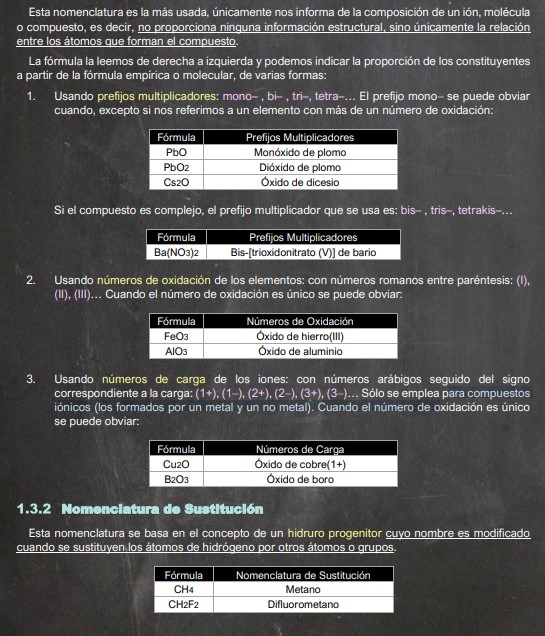 Esta nomenclatura es la más usada, únicamente nos informa de la composición de un ión, molécula
o compuesto, es decir, no proporciona ninguna información estructural, sino únicamente la relación
entre los átomos que forman el compuesto.
La fórmula la leemos de derecha a izquierda y podemos indicar la proporción de los constituyentes
a partir de la fórmula empírica o molecular, de varias formas:
1. Usando prefijos multiplicadores: mono– , bi– , tri–, tetra–... El prefijo mono– se puede obviar
cuando, excepto si nos referimos a un elemento con más de un número de oxidación:
Fórmula Prefijos Multiplicadores
PbO Monóxido de plomo
PbO2 Dióxido de plomo
Cs2O Óxido de dicesio
Si el compuesto es complejo, el prefijo multiplicador que se usa es: bis– , tris–, tetrakis–...
Fórmula Prefijos Multiplicadores
Ba(NO3)2 Bis-[trioxidonitrato (V)] de bario
2. Usando números de oxidación de los elementos: con números romanos entre paréntesis: (I),
(II), (III)... Cuando el número de oxidación es único se puede obviar:
Fórmula Números de Oxidación
FeO3 Óxido de hierro(III)
AlO3 Óxido de aluminio
3. Usando números de carga de los iones: con números arábigos seguido del signo
correspondiente a la carga: (1+), (1–), (2+), (2–), (3+), (3–)... Sólo se emplea para compuestos
iónicos (los formados por un metal y un no metal). Cuando el número de oxidación es único
se puede obviar:
Fórmula Números de Carga
Cu2O Óxido de cobre(1+)
B2O3 Óxido de boro
1.3.2 Nomenclatura de Sustitución
Esta nomenclatura se basa en el concepto de un hidruro progenitor cuyo nombre es modificado
cuando se sustituyen los átomos de hidrógeno por otros átomos o grupos.
Fórmula Nomenclatura de Sustitución
CH4 Metano
CH2F2 Difluorometano